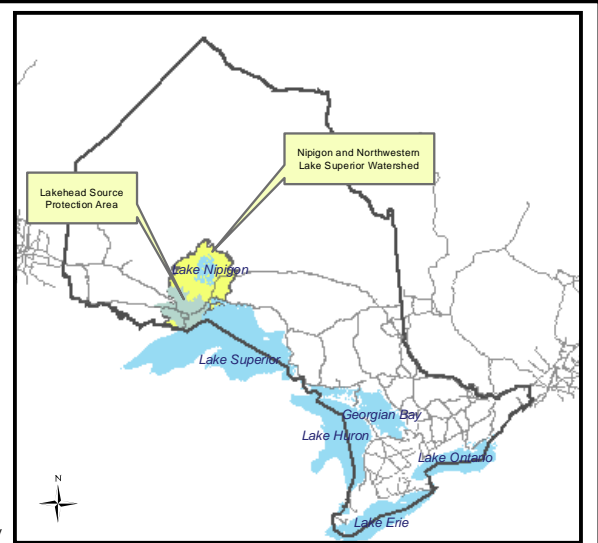 Nipigon and Northwestern
Lake Superior Watershed
Lakehead Source
Protection Area
Lake Nipigon
Lake Superior
Georgian Bay
Lake Huron
Lake Ontario
Lake Erie
N